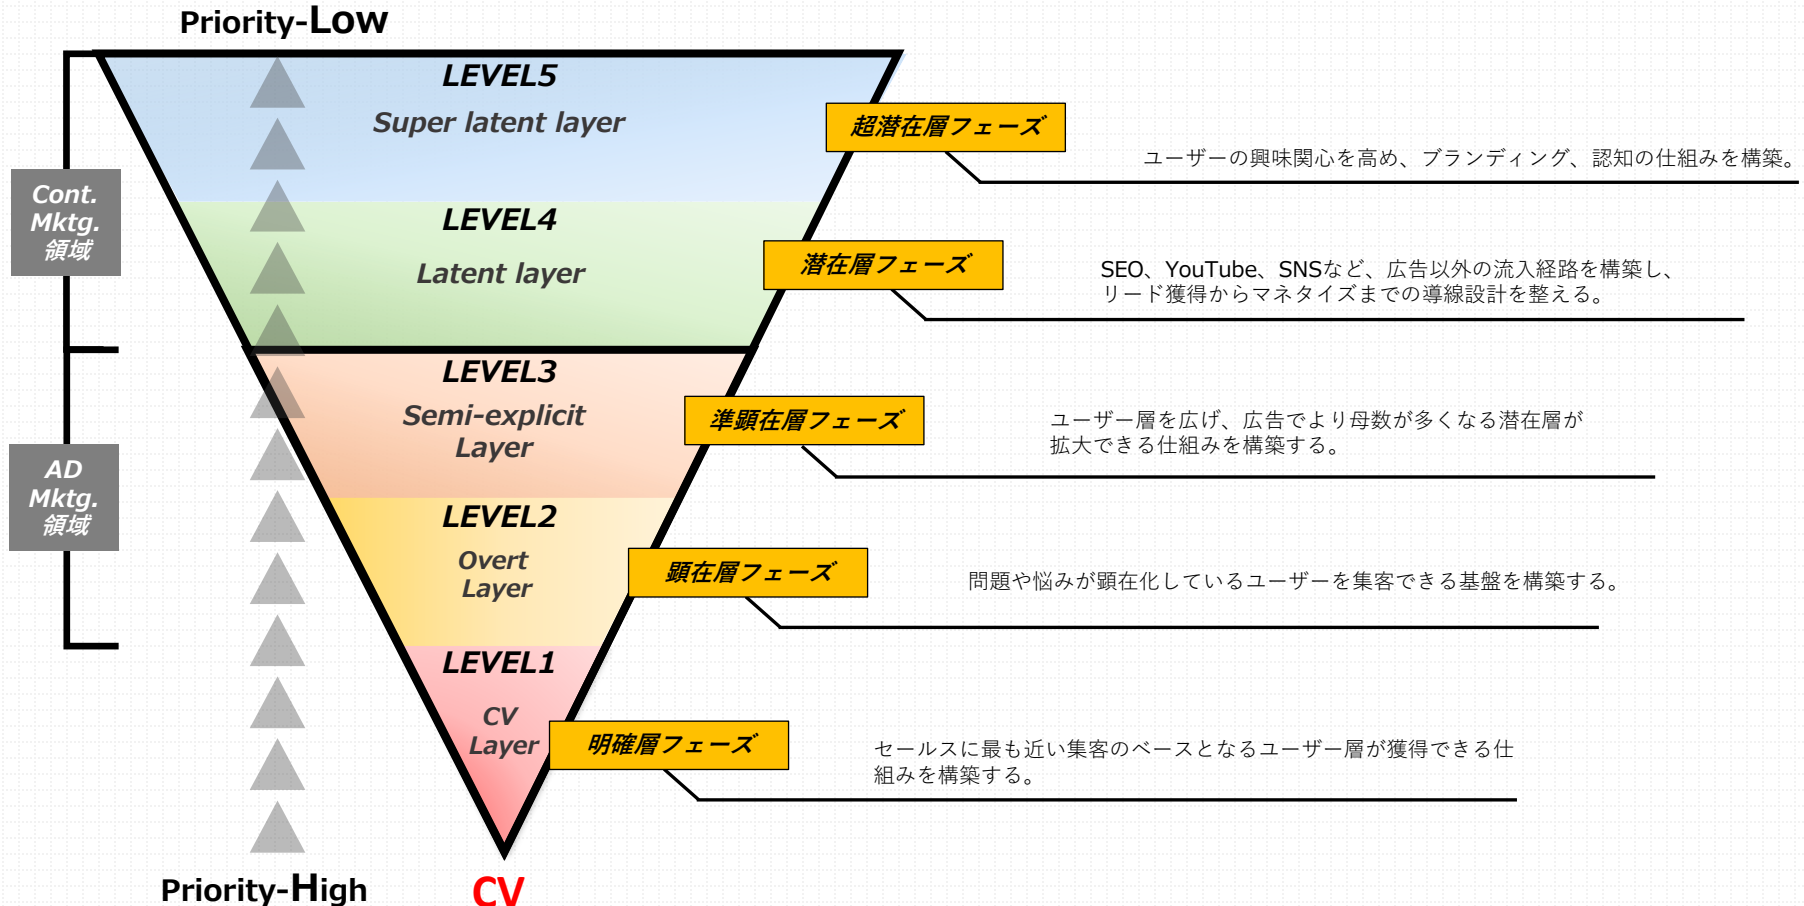 Priority-Low
LEVEL5
Super latent layer
超潜在層フェーズ
ユーザーの興味関心を高め、ブランディング、認知の仕組みを構築。
Cont.
Mktg.
領域
LEVEL4
Latent layer
潜在層フェーズ
SEO、YouTube、SNSなど、広告以外の流入経路を構築し、
リード獲得からマネタイズまでの導線設計を整える。
LEVEL3
Semi-explicit
Layer
準顕在層フェーズ
ユーザー層を広げ、広告でより母数が多くなる潜在層が
拡大できる仕組みを構築する。
AD
Mktg.
領域
LEVEL2
Overt
Layer
顕在層フェーズ
問題や悩みが顕在化しているユーザーを集客できる基盤を構築する。
LEVEL1
CV
Layer
明確層フェーズ
セールスに最も近い集客のベースとなるユーザー層が獲得できる仕
組みを構築する。
Priority-High
CV